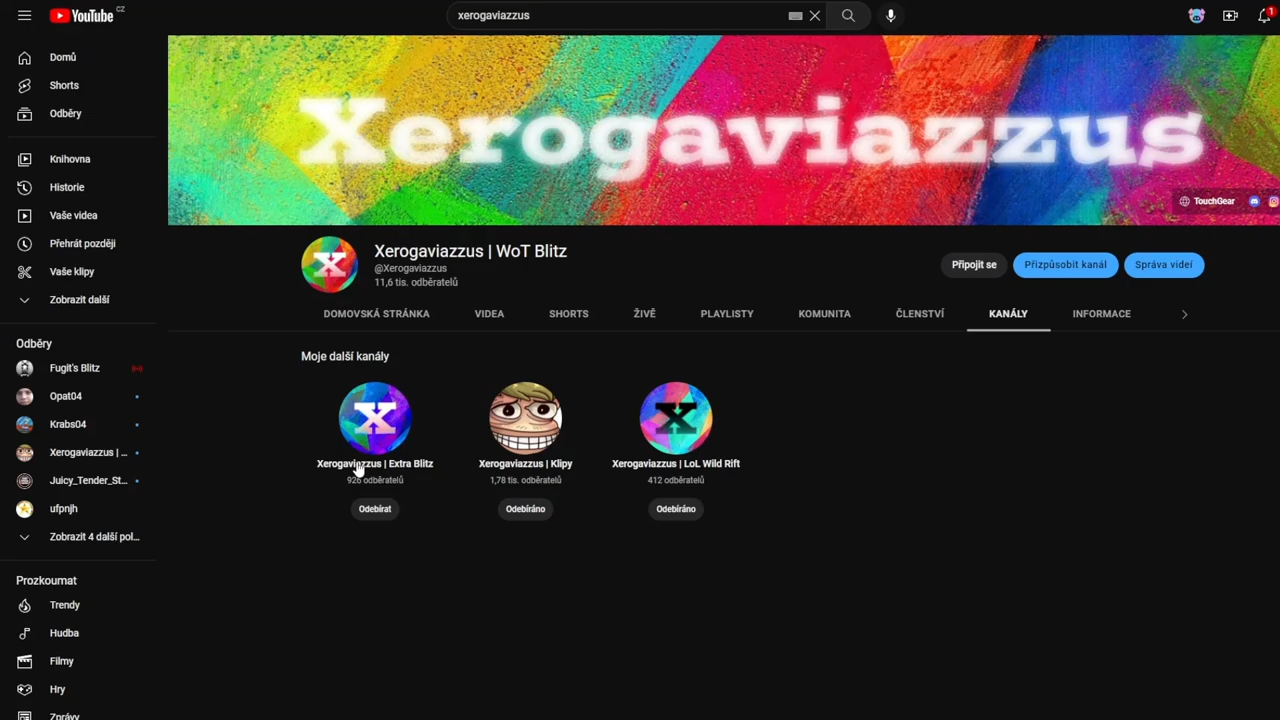 YouTube CZ
xerogaviazzus
1
Domů
Shorts
Odběry
Knihovna
Historie
Vaše videa
Přehrát později
Vaše klipy
Zobrazit další
Odběry
Fugit's Blitz
Opat04
Krabs04
Xerogaviazzus | ...
Juicy_Tender_St...
ufpnjh
Zobrazit 4 další pol...
Prozkoumat
Trendy
Hudba
Filmy
Hry
Zprávy
Xerogaviazzus
TouchGear
X
Xerogaviazzus | WoT Blitz
@Xerogaviazzus
11,6 tis. odběratelů
Připojit se
Přizpůsobit kanál
Správa videí
DOMOVSKÁ STRÁNKA VIDEA SHORTS ŽIVĚ PLAYLISTY KOMUNITA ČLENSTVÍ KANÁLY INFORMACE
Moje další kanály
X
Xerogaviazzus | Extra Blitz
926 odběratelů
Odebírat
Xerogaviazzus | Klipy
1,78 tis. odběratelů
Odebíráno
X
Xerogaviazzus | LoL Wild Rift
412 odběratelů
Odebíráno